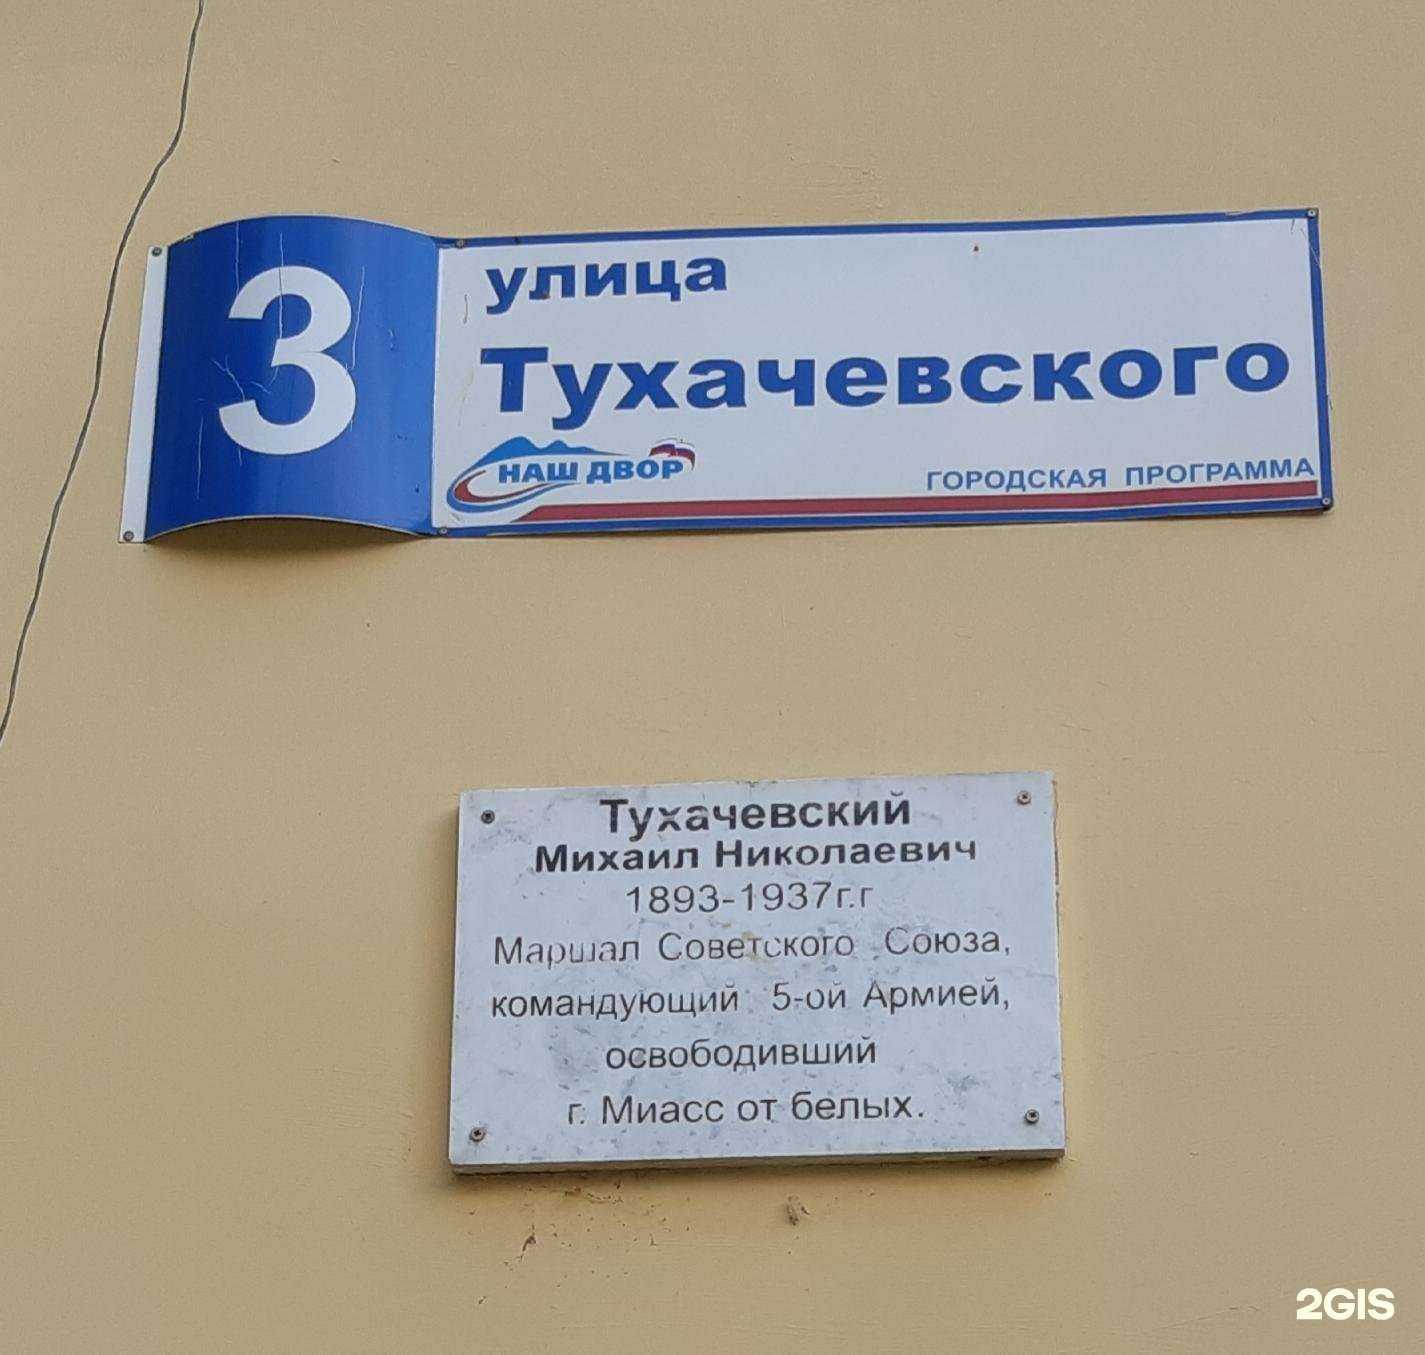 3
улица
Тухачевского
НАШ ДВОР
ГОРОДСКАЯ ПРОГРАММА
Тухачевский
Михаил Николаевич
1893-1937г.г
Маршал Советского Союза,
командующий 5-ой Армией,
освободивший
г. Миасс от белых.
2GIS